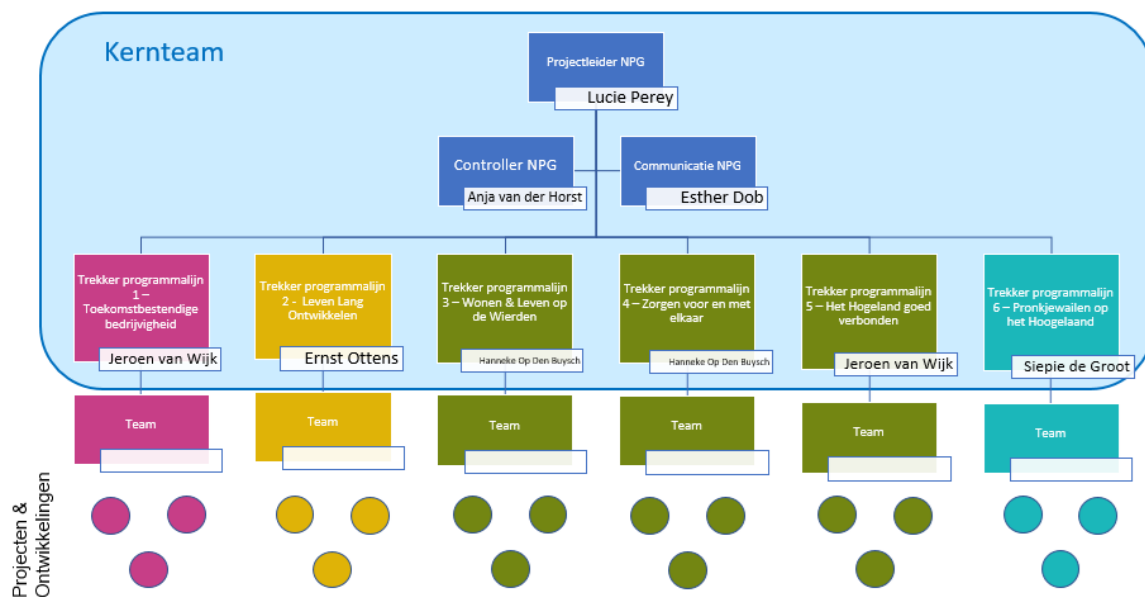 Kernteam
Projectleider NPG
Lucie Perey
Controller NPG
Anja van der Horst
Communicatie NPG
Esther Dob
Trekker programmalijn
1 –
Toekomstbestendige
bedrijvigheid
Jeroen van Wijk
Trekker programmalijn
2 - Leven Lang
Ontwikkelen
Ernst Ottens
Trekker programmalijn
3 – Wonen & Leven op
de Wierden
Hanneke Op Den Buysch
Trekker programmalijn
4 – Zorgen voor en met
elkaar
Hanneke Op Den Buysch
Trekker programmalijn
5 – Het Hogeland goed
verbonden
Jeroen van Wijk
Trekker programmalijn
6 – Pronkjewailen op
het Hoogelaand
Siepie de Groot
Team
Team
Team
Team
Team
Team
Projecten &
Ontwikkelingen